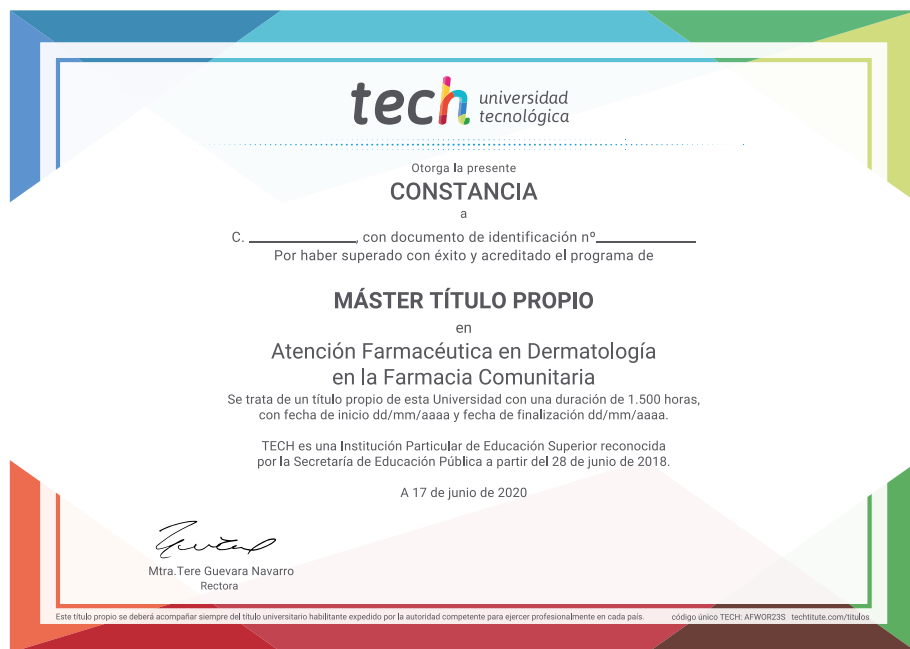 tech universidad
tecnológica
Otorga la presente
CONSTANCIA
a
C. ____________, con documento de identificación nº____________
Por haber superado con éxito y acreditado el programa de
MÁSTER TÍTULO PROPIO
en
Atención Farmacéutica en Dermatología
en la Farmacia Comunitaria
Se trata de un título propio de esta Universidad con una duración de 1.500 horas,
con fecha de inicio dd/mm/aaaa y fecha de finalización dd/mm/aaaa.
TECH es una Institución Particular de Educación Superior reconocida
por la Secretaría de Educación Pública a partir del 28 de junio de 2018.
A 17 de junio de 2020
Mtra.Tere Guevara Navarro
Rectora
Este título propio se deberá acompañar siempre del título universitario habilitante expedido por la autoridad competente para ejercer profesionalmente en cada país. código único TECH: AFWOR23S techtitute.com/titulos